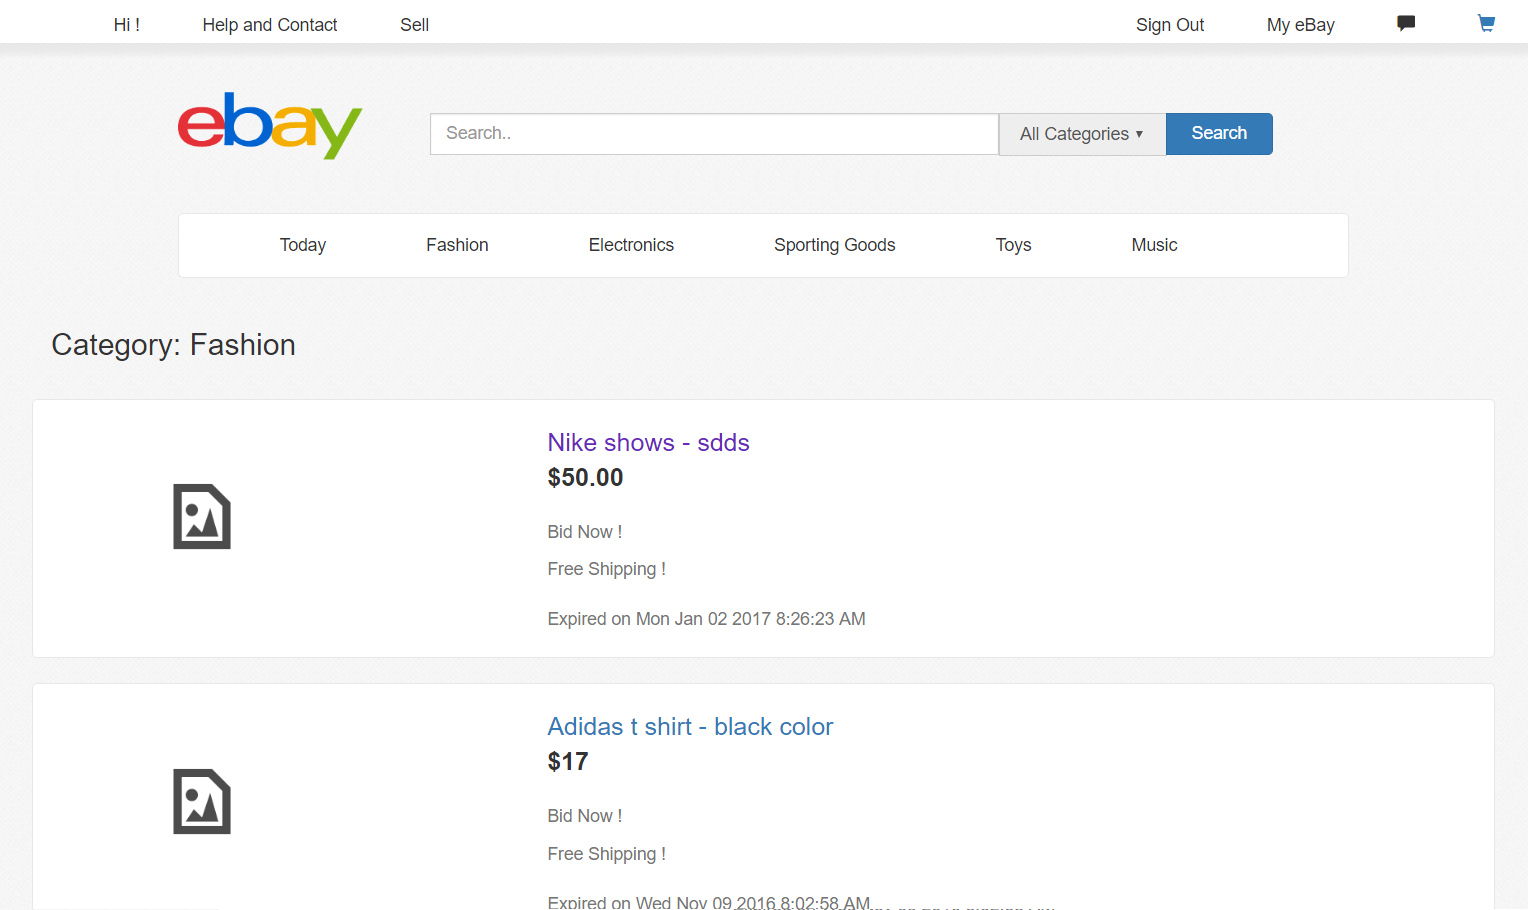 Hi !
Help and Contact
Sell
Sign Out
My eBay
ebay
Search..
All Categories ▾
Search
Today
Fashion
Electronics
Sporting Goods
Toys
Music
Category: Fashion
Nike shows - sdds
$50.00
Bid Now !
Free Shipping !
Expired on Mon Jan 02 2017 8:26:23 AM
Adidas t shirt - black color
$17
Bid Now !
Free Shipping !
Expired on Wed Nov 09 2016 8:02:58 AM